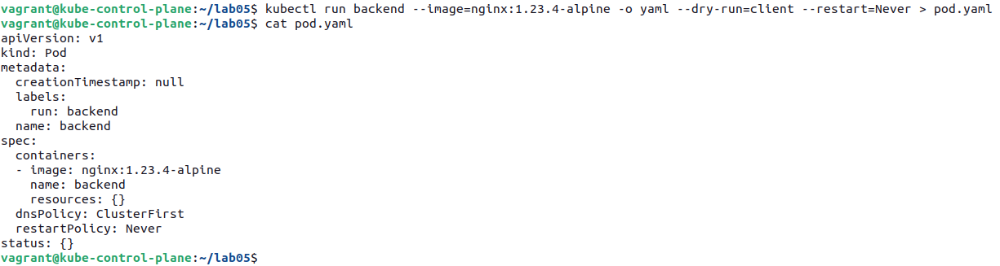 vagrant@kube-control-plane:~/lab05$ kubectl run backend --image=nginx:1.23.4-alpine -o yaml --dry-run=client --restart=Never > pod.yaml
vagrant@kube-control-plane:~/lab05$ cat pod.yaml
apiVersion: v1
kind: Pod
metadata:
  creationTimestamp: null
  labels:
    run: backend
  name: backend
spec:
  containers:
  - image: nginx:1.23.4-alpine
    name: backend
    resources: {}
  dnsPolicy: ClusterFirst
  restartPolicy: Never
status: {}
vagrant@kube-control-plane:~/lab05$